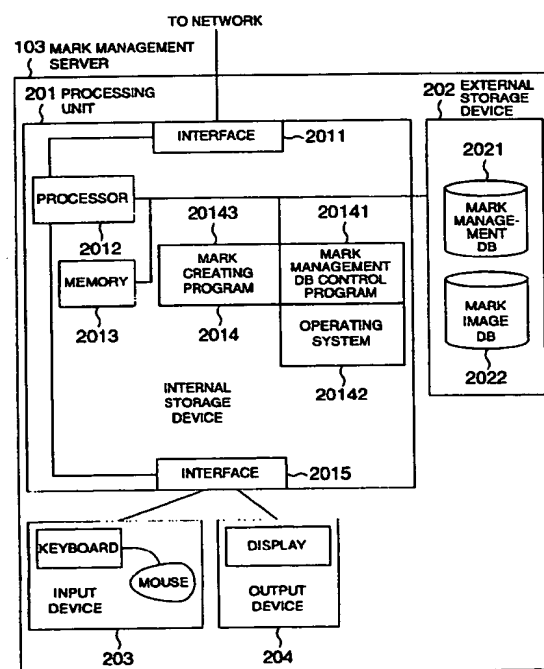 TO NETWORK
103 MARK MANAGEMENT
SERVER
201 PROCESSING
UNIT
202 EXTERNAL
STORAGE
DEVICE
INTERFACE
2011
2021
PROCESSOR
2012
20143
20141
MARK
MANAGE-
MENT
DB
MEMORY
2013
MARK
CREATING
PROGRAM
MARK
MANAGEMENT
DB CONTROL
PROGRAM
2014
OPERATING
SYSTEM
MARK
IMAGE
DB
20142
2022
INTERNAL
STORAGE
DEVICE
INTERFACE
2015
KEYBOARD
MOUSE
INPUT
DEVICE
DISPLAY
OUTPUT
DEVICE
203
204